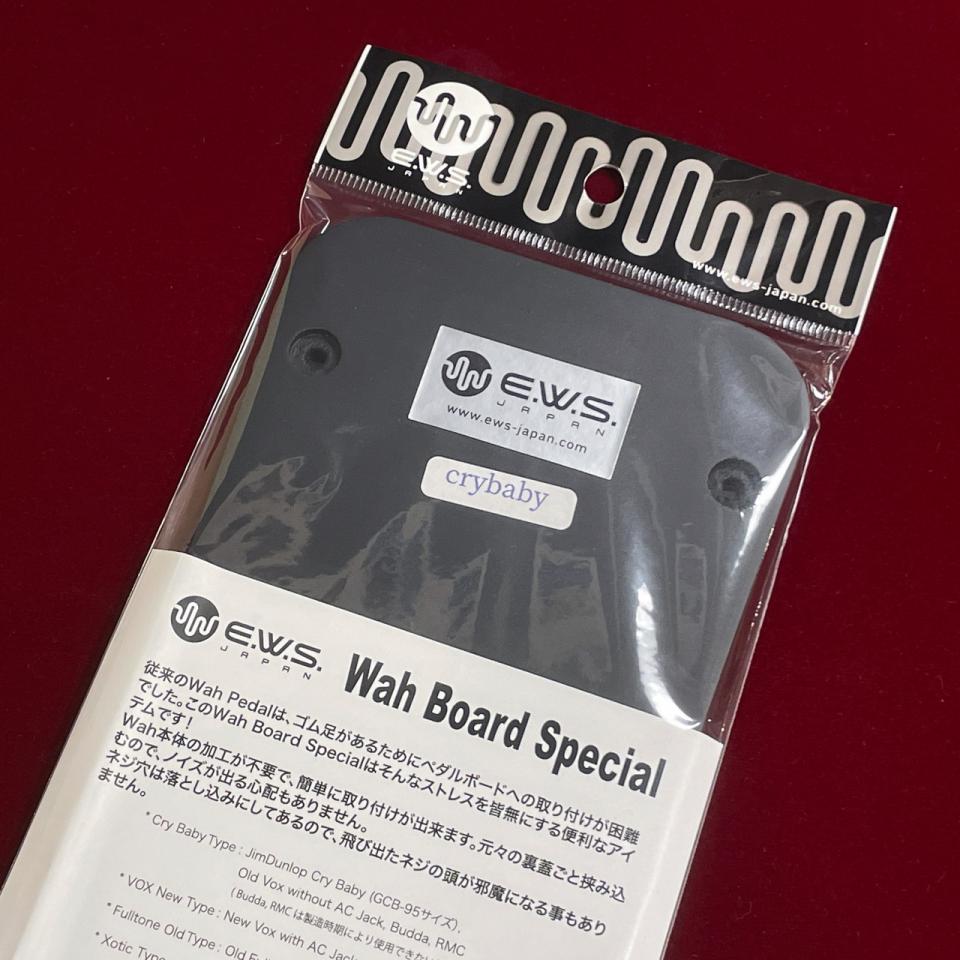 E.W.S.
JAPAN
www.ews-japan.com
E.W.S.
JAPAN
www.ews-japan.com
crybaby
E.W.S.
JAPAN
Wah Board Special
従来のWah Pedalは、ゴム足があるためにペダルボードへの取り付けが困難
でした。このWah Board Specialはそんなストレスを皆無にする便利なアイ
テムです!
Wah本体の加工が不要で、簡単に取り付けが出来ます。元々の裏蓋ごと挟み込
むので、ノイズが出る心配もありません。
ネジ穴は落とし込みにしてあるので、飛び出たネジの頭が邪魔になる事もあり
ません。
*Cry Baby Type : JimDunlop Cry Baby (GCB-95サイズ).
Old Vox without AC Jack, Budda, RMC
(Budda, RMCは製造時期により使用できない
*VOX New Type : New Vox with AC Jack
*Fulltone Old Type : Old
*Xotic Type